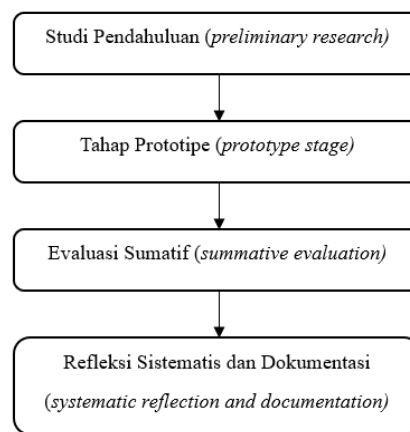 Studi Pendahuluan (preliminary research)
Tahap Prototipe (prototype stage)
Evaluasi Sumatif (summative evaluation)
Refleksi Sistematis dan Dokumentasi
(systematic reflection and documentation)